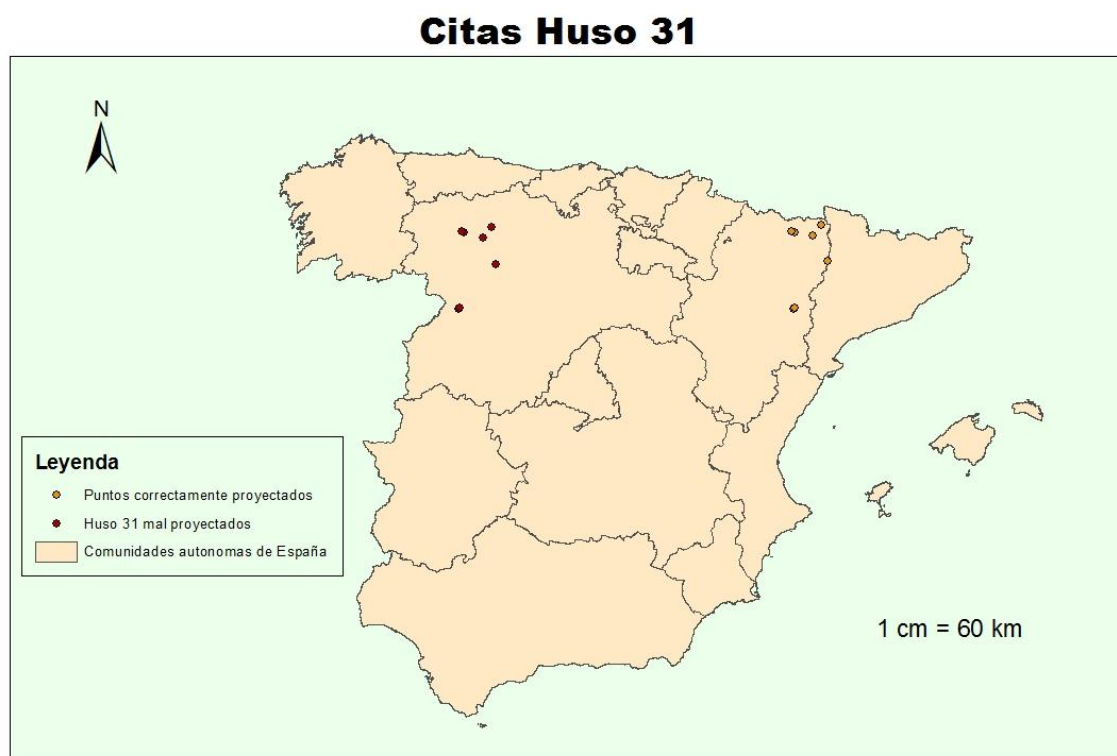 Citas Huso 31
N
Leyenda
Puntos correctamente proyectados
Huso 31 mal proyectados
Comunidades autonomas de España
1 cm = 60 km